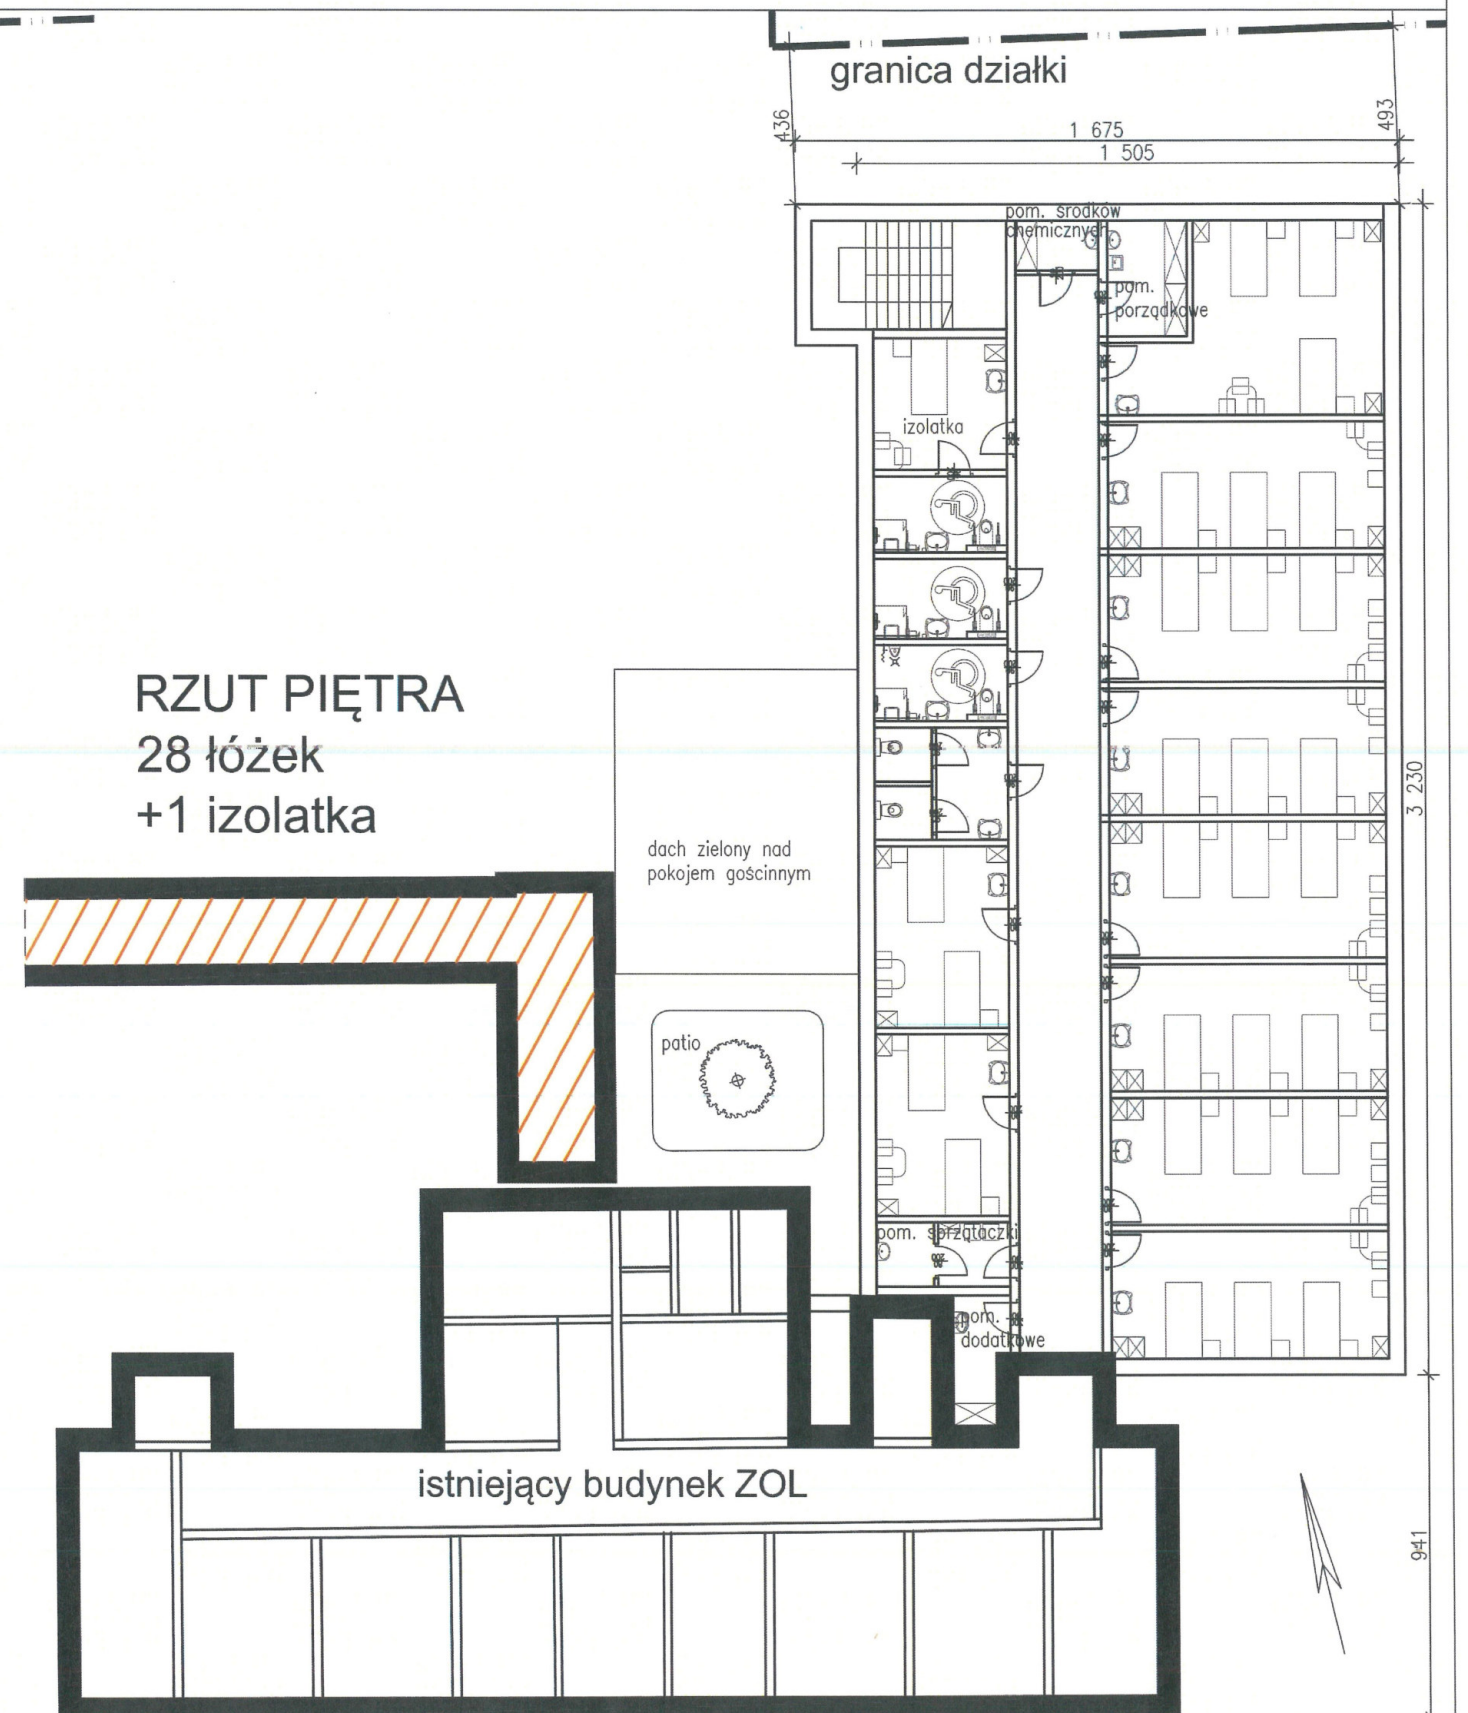 granica działki
436
493
1 675
1 505
pom. środków
chemicznych
pom.
porządkowe
izolatka
RZUT PIĘTRA
28 łóżek
+1 izolatka
3 230
dach zielony nad
pokojem gościnnym
patio
pom. sprzątaczki
pom.
dodatkowe
istniejący budynek ZOL
941